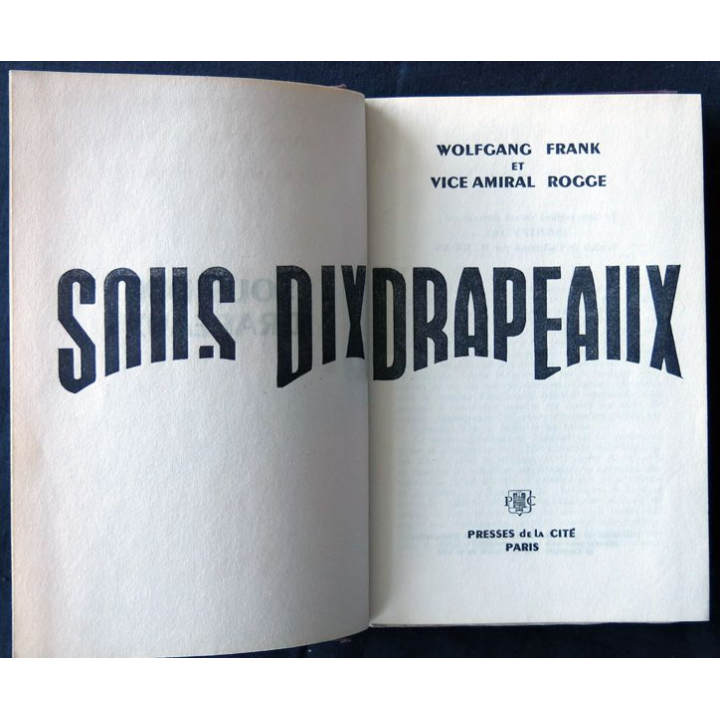 WOLFGANG FRANK
ET
VICE AMIRAL ROGGE
SOUS DIX DRAPEAUX
P C
PRESSES de la CITÉ
PARIS